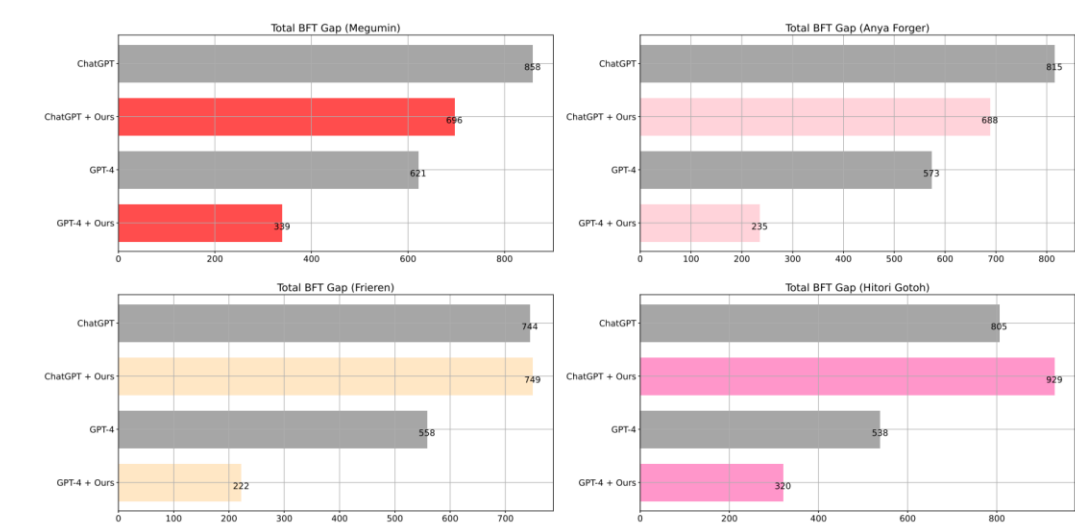 Total BFT Gap (Megumin)
ChatGPT
858
ChatGPT + Ours
696
GPT-4
621
GPT-4 + Ours
339
0 200 400 600 800
Total BFT Gap (Anya Forger)
ChatGPT
815
ChatGPT + Ours
688
GPT-4
573
GPT-4 + Ours
235
0 100 200 300 400 500 600 700 800
Total BFT Gap (Frieren)
ChatGPT
744
ChatGPT + Ours
749
GPT-4
558
GPT-4 + Ours
222
0 100 200 300 400 500 600 700
Total BFT Gap (Hitori Gotoh)
ChatGPT
805
ChatGPT + Ours
929
GPT-4
538
GPT-4 + Ours
320
0 200 400 600 800